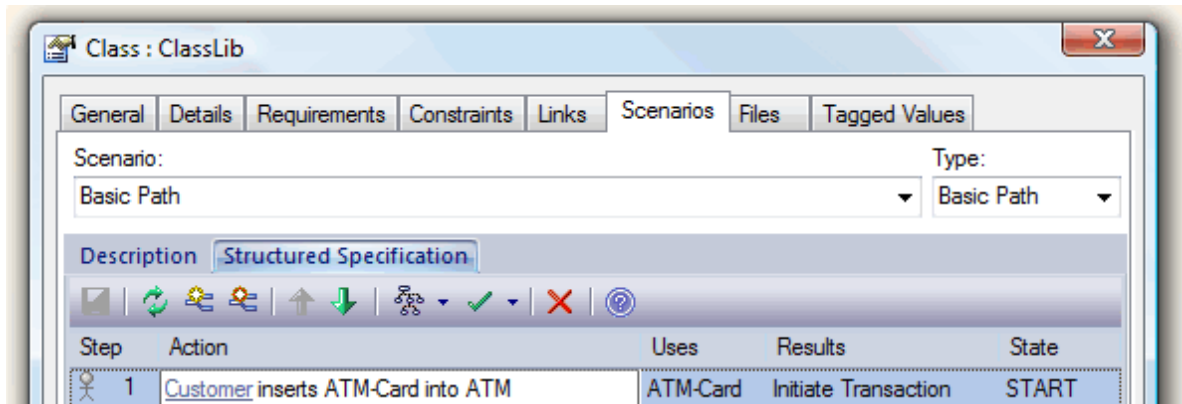 Class : ClassLib
General Details Requirements Constraints Links Scenarios Files Tagged Values
Scenario: Type:
Basic Path Basic Path
Description Structured Specification
Step Action Uses Results State
1 Customer inserts ATM-Card into ATM ATM-Card Initiate Transaction START